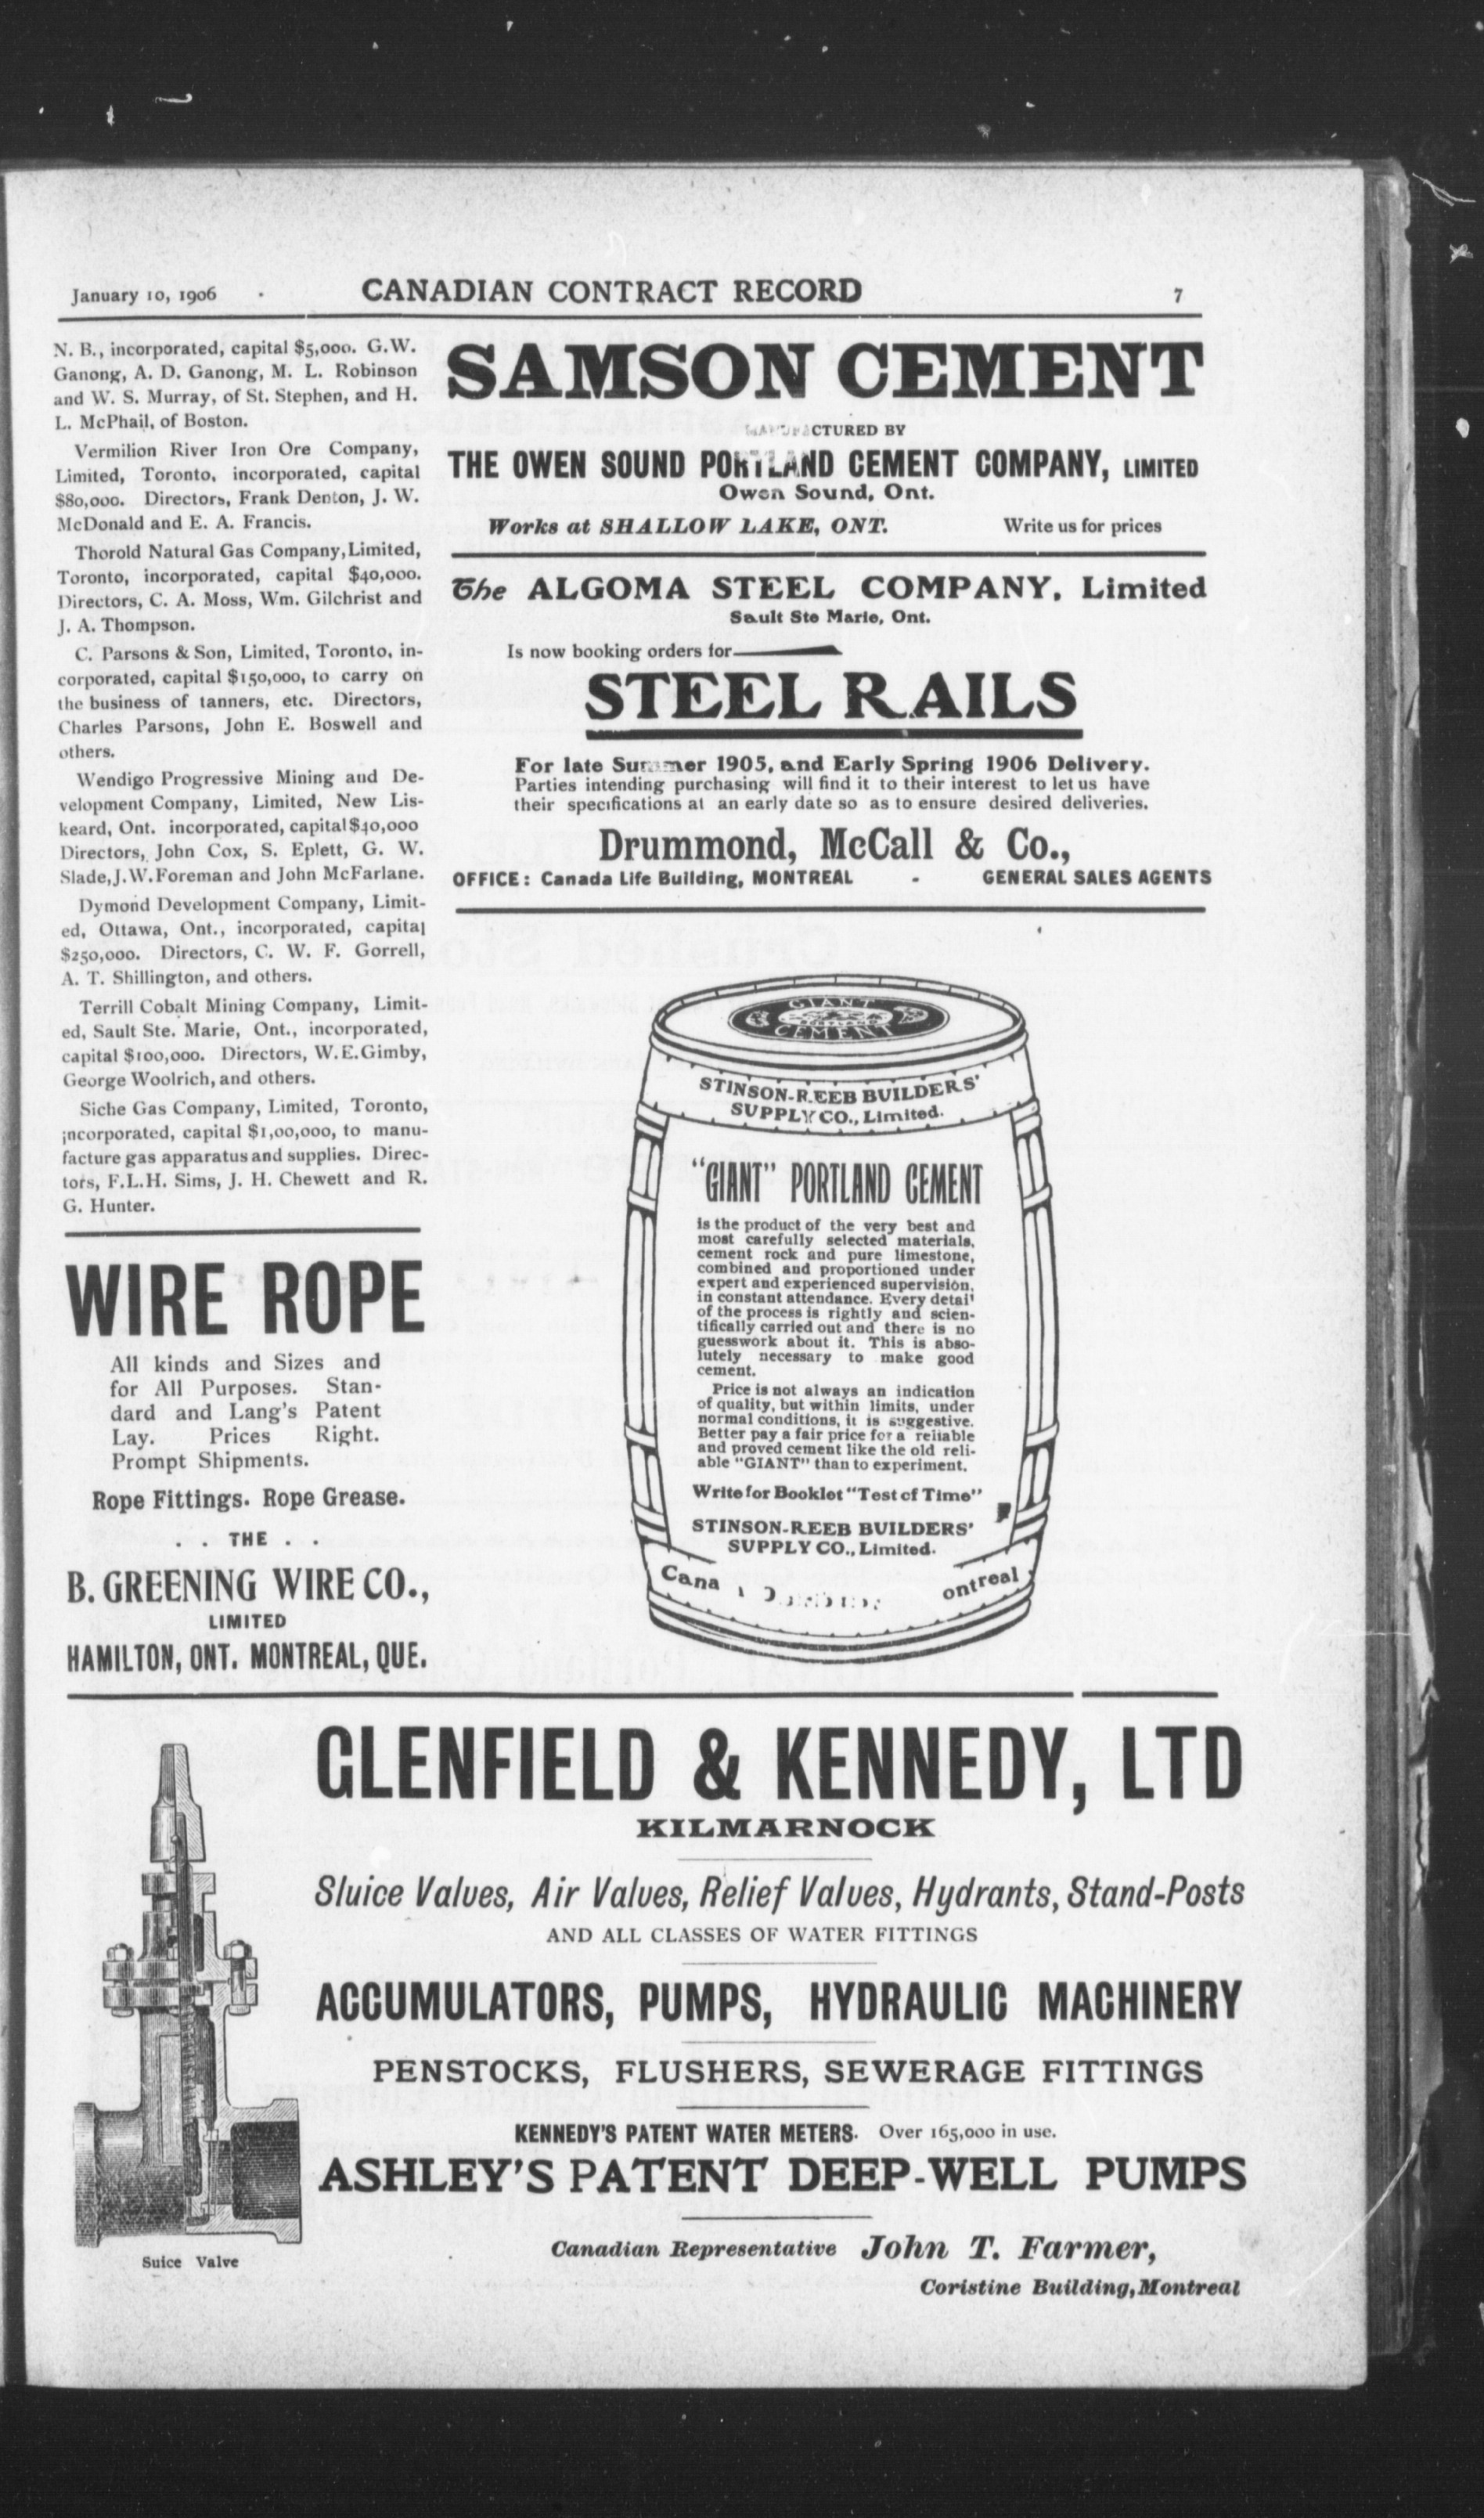 January 10, 1906
CANADIAN CONTRACT RECORD
7
N. B., incorporated, capital $5,000. G.W.
Ganong, A. D. Ganong, M. L. Robinson
and W. S. Murray, of St. Stephen, and H.
L. McPhail, of Boston.
Vermilion River Iron Ore Company,
Limited, Toronto, incorporated, capital
$80,000. Directors, Frank Denton, J. W.
McDonald and E. A. Francis.
Thorold Natural Gas Company, Limited,
Toronto, incorporated, capital $40,000.
Directors, C. A. Moss, Wm. Gilchrist and
J. A. Thompson.
C. Parsons & Son, Limited, Toronto, in-
corporated, capital $150,000, to carry on
the business of tanners, etc. Directors,
Charles Parsons, John E. Boswell and
others.
Wendigo Progressive Mining and De-
velopment Company, Limited, New Lis-
keard, Ont. incorporated, capital $40,000
Directors, John Cox, S. Eplett, G. W.
Slade, J. W. Foreman and John McFarlane.
Dymond Development Company, Limit-
ed, Ottawa, Ont., incorporated, capital
$250,000. Directors, C. W. F. Gorrell,
A. T. Shillington, and others.
Terrill Cobalt Mining Company, Limit-
ed, Sault Ste. Marie, Ont., incorporated,
capital $100,000. Directors, W. E. Gimby,
George Woolrich, and others.
Siche Gas Company, Limited, Toronto,
incorporated, capital $1,00,000, to manu-
facture gas apparatus and supplies. Direc-
tors, F.L.H. Sims, J. H. Chewett and R.
G. Hunter.
WIRE ROPE
All kinds and Sizes and
for All Purposes. Stan-
dard and Lang's Patent
Lay. Prices Right.
Prompt Shipments.
Rope Fittings. Rope Grease.
. . THE . .
B. GREENING WIRE CO.,
LIMITED
HAMILTON, ONT. MONTREAL, QUE.
SAMSON CEMENT
MANUFACTURED BY
THE OWEN SOUND PORTLAND CEMENT COMPANY, LIMITED
Owen Sound, Ont.
Works at SHALLOW LAKE, ONT. Write us for prices
The ALGOMA STEEL COMPANY, Limited
Sault Ste Marie, Ont.
Is now booking orders for
STEEL RAILS
For late Summer 1905, and Early Spring 1906 Delivery.
Parties intending purchasing will find it to their interest to let us have
their specifications at an early date so as to ensure desired deliveries.
Drummond, McCall & Co.,
OFFICE: Canada Life Building, MONTREAL - GENERAL SALES AGENTS
GIANT
PORTLAND
CEMENT
STINSON-REEB BUILDERS'
SUPPLY CO., Limited.
"GIANT" PORTLAND CEMENT
is the product of the very best and
most carefully selected materials,
cement rock and pure limestone,
combined and proportioned under
expert and experienced supervision,
in constant attendance. Every detail
of the process is rightly and scien-
tifically carried out and there is no
guesswork about it. This is abso-
lutely necessary to make good
cement.
Price is not always an indication
of quality, but within limits, under
normal conditions, it is suggestive.
Better pay a fair price for a reliable
and proved cement like the old reli-
able "GIANT" than to experiment.
Write for Booklet "Test of Time"
STINSON-REEB BUILDERS'
SUPPLY CO., Limited.
Cana
ontreal
GLENFIELD & KENNEDY, LTD
KILMARNOCK
Sluice Valves, Air Valves, Relief Valves, Hydrants, Stand-Posts
AND ALL CLASSES OF WATER FITTINGS
ACCUMULATORS, PUMPS, HYDRAULIC MACHINERY
PENSTOCKS, FLUSHERS, SEWERAGE FITTINGS
KENNEDY'S PATENT WATER METERS. Over 165,000 in use.
ASHLEY'S PATENT DEEP-WELL PUMPS
Canadian Representative John T. Farmer,
Coristine Building, Montreal
Suice Valve